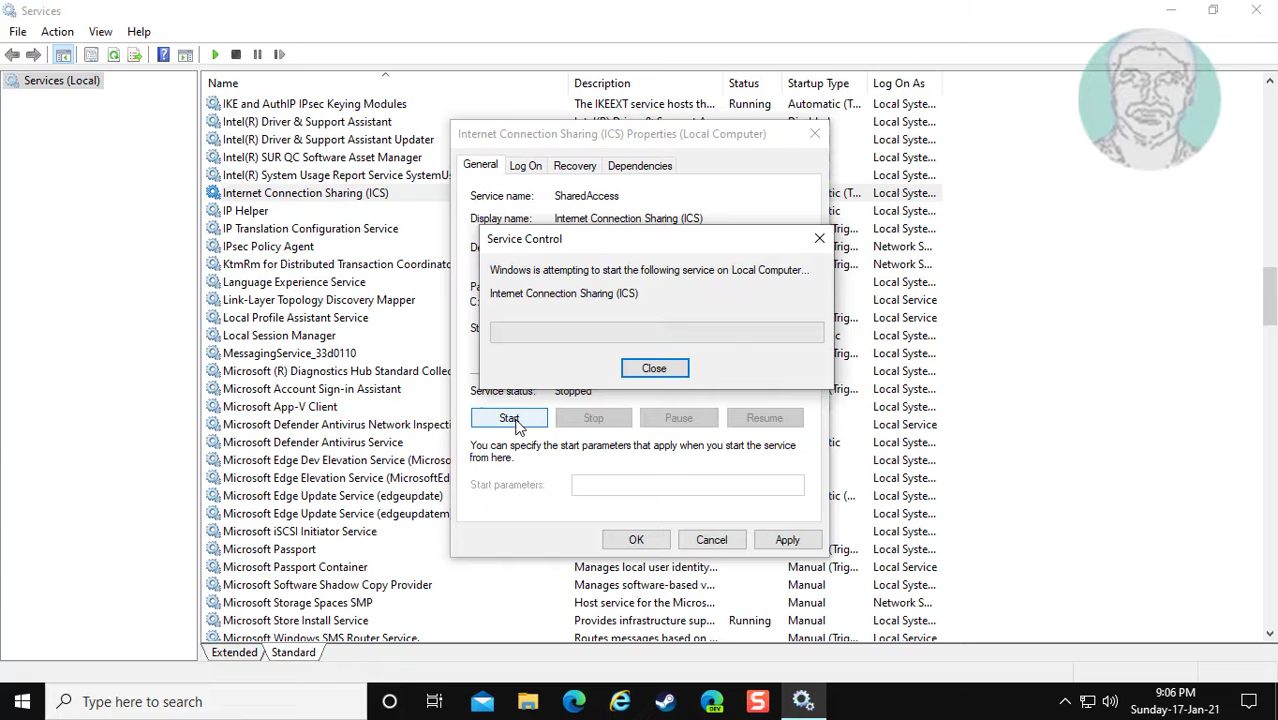 Services
File Action View Help
Services (Local)
Name Description Status Startup Type Log On As
IKE and AuthIP IPsec Keying Modules The IKEEXT service hosts th... Running Automatic (T... Local Syste...
Intel(R) Driver & Support Assistant Local Syste...
Intel(R) Driver & Support Assistant Updater Local Syste...
Intel(R) SUR QC Software Asset Manager Local Syste...
Intel(R) System Usage Report Service SystemUs Local Syste...
Internet Connection Sharing (ICS) tic (T... Local Syste...
IP Helper tic Local Syste...
IP Translation Configuration Service (Trig... Local Syste...
IPsec Policy Agent (Trig... Network S...
KtmRm for Distributed Transaction Coordinat (Trig... Network S...
Language Experience Service Local Syste...
Link-Layer Topology Discovery Mapper Local Service
Local Profile Assistant Service (Trig... Local Service
Local Session Manager tic Local Syste...
MessagingService_33d0110 (Trig... Local Syste...
Microsoft (R) Diagnostics Hub Standard Collec Local Syste...
Microsoft Account Sign-in Assistant (Trig... Local Syste...
Microsoft App-V Client Local Syste...
Microsoft Defender Antivirus Network Inspecti Local Service
Microsoft Defender Antivirus Service tic Local Syste...
Microsoft Edge Dev Elevation Service (Microso Local Syste...
Microsoft Edge Elevation Service (MicrosoftEd Local Syste...
Microsoft Edge Update Service (edgeupdate) tic (... Local Syste...
Microsoft Edge Update Service (edgeupdatem (Trig... Local Syste...
Microsoft iSCSI Initiator Service Local Syste...
Microsoft Passport (Trig... Local Syste...
Microsoft Passport Container Manages local user identity... Manual (Trig... Local Service
Microsoft Software Shadow Copy Provider Manages software-based v... Manual Local Syste...
Microsoft Storage Spaces SMP Host service for the Micros... Manual Network S...
Microsoft Store Install Service Provides infrastructure sup... Running Manual Local Syste...
Microsoft Windows SMS Router Service. Routes messages based on ... Manual (Trig... Local Service
Extended Standard
Internet Connection Sharing (ICS) Properties (Local Computer)
General Log On Recovery Dependencies
Service name: SharedAccess
Display name: Internet Connection Sharing (ICS)
Service Control
Windows is attempting to start the following service on Local Computer...
Internet Connection Sharing (ICS)
Close
Service status: Stopped
Start Stop Pause Resume
You can specify the start parameters that apply when you start the service
from here.
Start parameters:
OK Cancel Apply
Type here to search
DEV
9:06 PM
Sunday-17-Jan-21